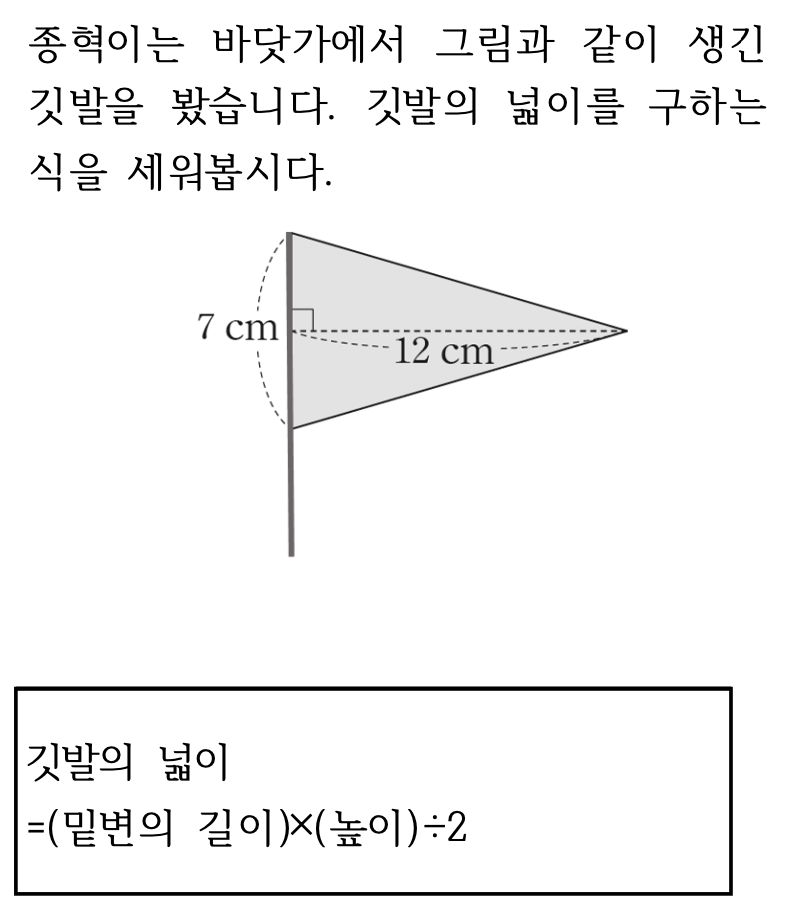 종혁이는 바닷가에서 그림과 같이 생긴
깃발을 봤습니다. 깃발의 넓이를 구하는
식을 세워봅시다.
7 cm
12 cm
깃발의 넓이
=(밑변의 길이)×(높이)÷2